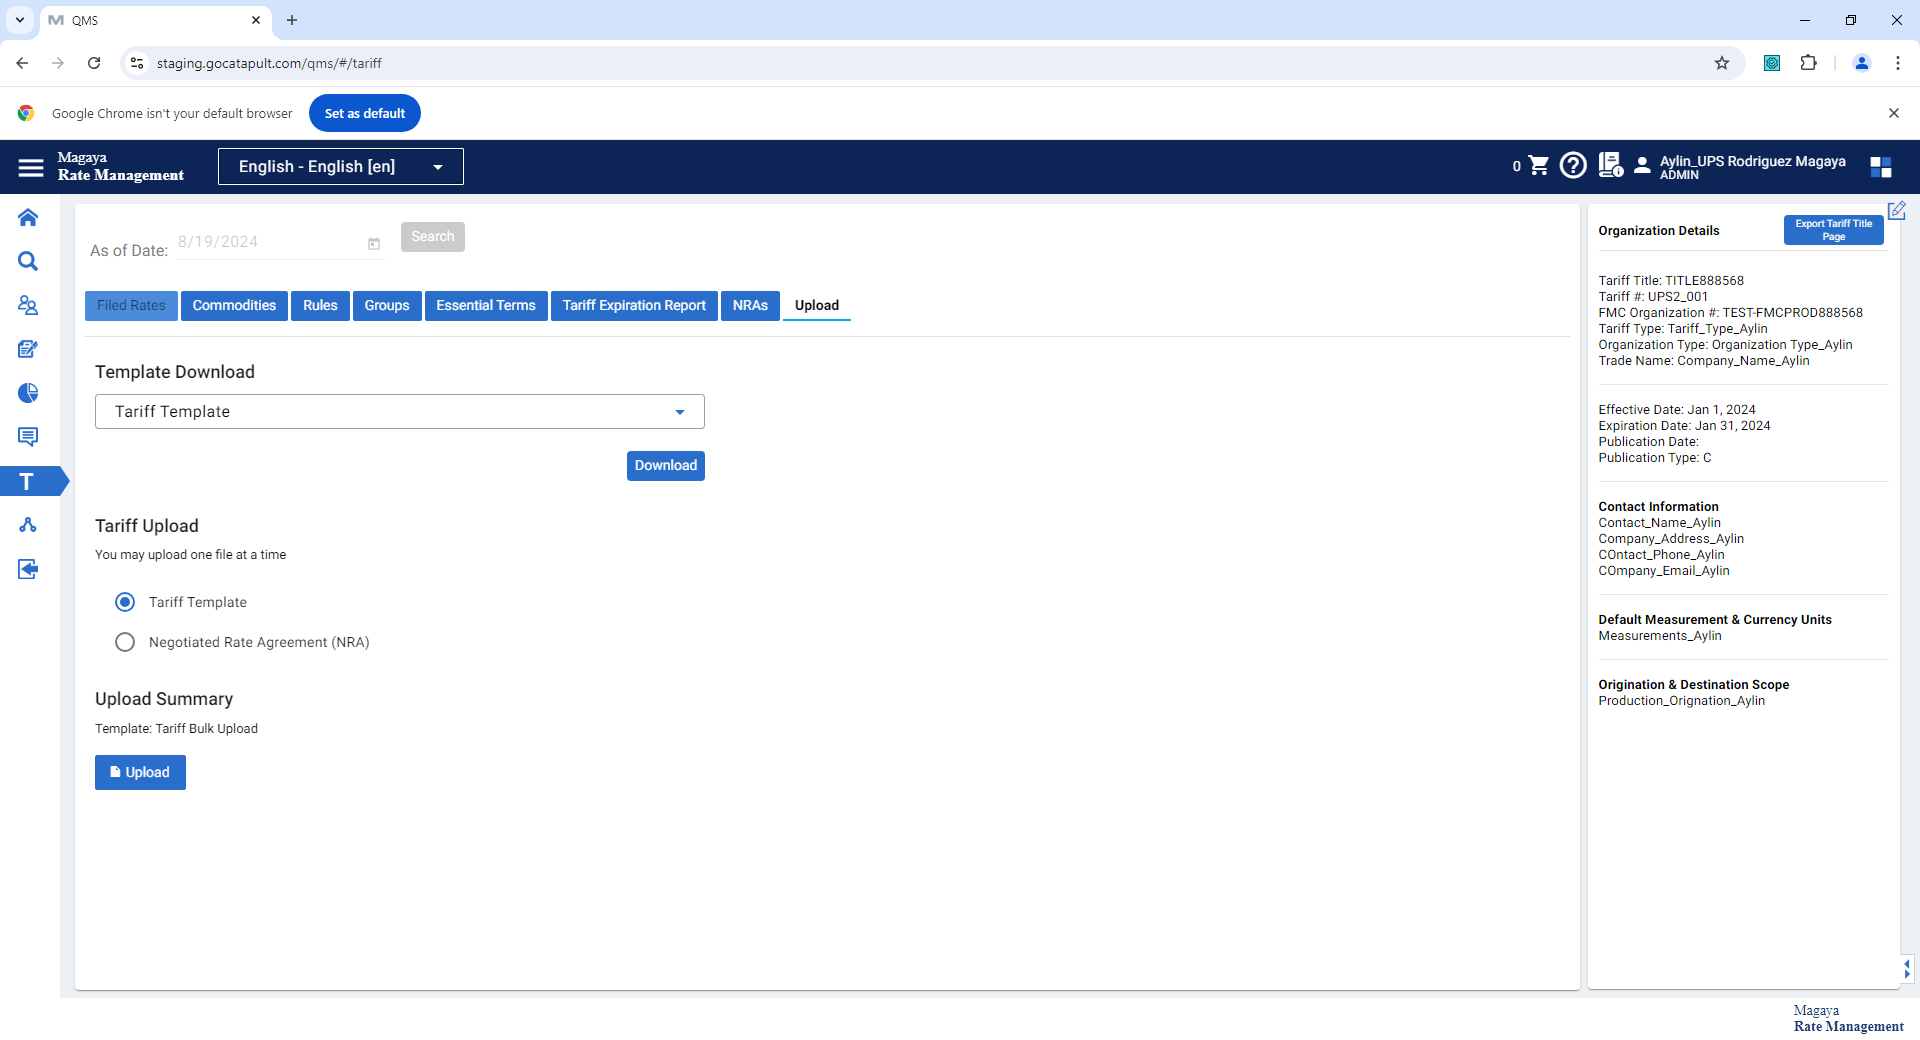 QMS
staging.gocatapult.com/qms/#/tariff
Google Chrome isn't your default browser
Set as default
Magaya
Rate Management
English - English [en]
0
Aylin_UPS Rodriguez Magaya
ADMIN
As of Date:
8/19/2024
Search
Filed Rates
Commodities
Rules
Groups
Essential Terms
Tariff Expiration Report
NRAs
Upload
Template Download
Tariff Template
Download
T
Tariff Upload
You may upload one file at a time
Tariff Template
Negotiated Rate Agreement (NRA)
Upload Summary
Template: Tariff Bulk Upload
Upload
Organization Details
Export Tariff Title
Page
Tariff Title: TITLE888568
Tariff #: UPS2_001
FMC Organization #: TEST-FMCPROD888568
Tariff Type: Tariff_Type_Aylin
Organization Type: Organization Type_Aylin
Trade Name: Company_Name_Aylin
Effective Date: Jan 1, 2024
Expiration Date: Jan 31, 2024
Publication Date:
Publication Type: C
Contact Information
Contact_Name_Aylin
Company_Address_Aylin
COntact_Phone_Aylin
COmpany_Email_Aylin
Default Measurement & Currency Units
Measurements_Aylin
Origination & Destination Scope
Production_Orignation_Aylin
Magaya
Rate Management